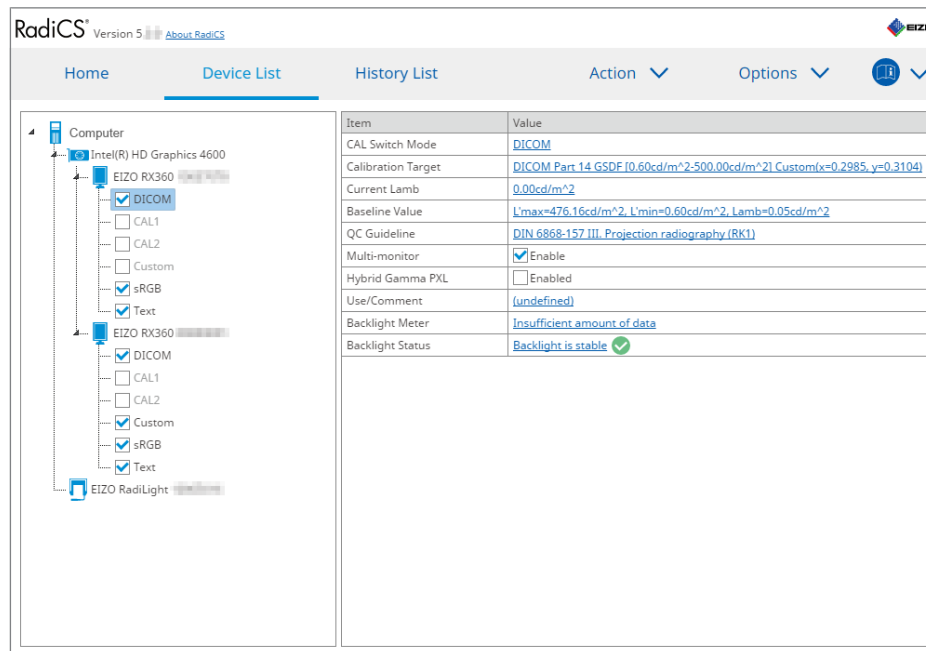 RadiCS® Version 5. About RadiCS
EIZ
Home Device List History List Action Options
Computer
Intel(R) HD Graphics 4600
EIZO RX360
DICOM
CAL1
CAL2
Custom
sRGB
Text
EIZO RX360
DICOM
CAL1
CAL2
Custom
sRGB
Text
EIZO RadiLight
Item Value
CAL Switch Mode DICOM
Calibration Target DICOM Part 14 GSDF [0.60cd/m^2-500.00cd/m^2] Custom(x=0.2985, y=0.3104)
Current Lamb 0.00cd/m^2
Baseline Value L'max=476.16cd/m^2, L'min=0.60cd/m^2, Lamb=0.05cd/m^2
QC Guideline DIN 6868-157 III. Projection radiography (RK1)
Multi-monitor Enable
Hybrid Gamma PXL Enabled
Use/Comment (undefined)
Backlight Meter Insufficient amount of data
Backlight Status Backlight is stable